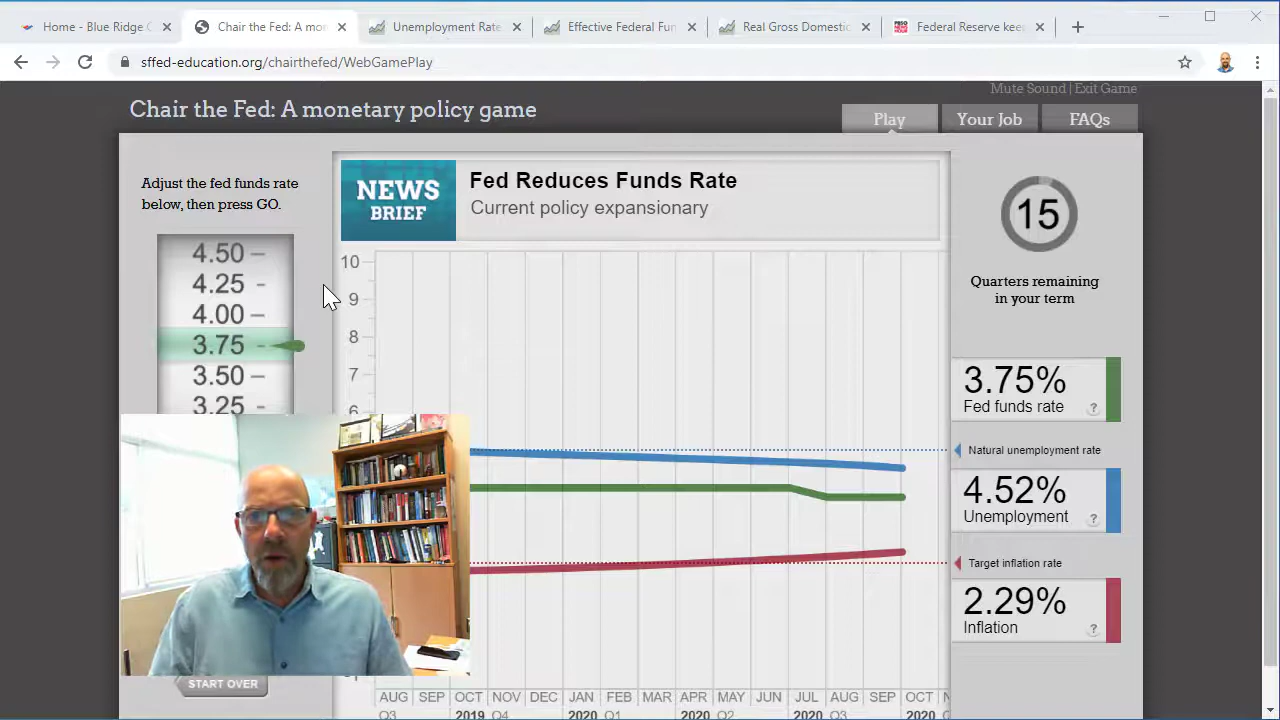 Home - Blue Ridge C
Chair the Fed: A mon
Unemployment Rate
Effective Federal Fun
Real Gross Domestic
Federal Reserve kee
sffed-education.org/chairthefed/WebGamePlay
Mute Sound | Exit Game
Chair the Fed: A monetary policy game
Play
Your Job
FAQs
Adjust the fed funds rate
below, then press GO.
4.50
4.25
4.00
3.75
3.50
3.25
START OVER
NEWS
BRIEF
Fed Reduces Funds Rate
Current policy expansionary
10
9
8
7
6
AUG SEP OCT NOV DEC JAN FEB MAR APR MAY JUN JUL AUG SEP OCT N
Q3 2019 Q4 2020 Q1 2020 Q2 2020 Q3 2020
15
Quarters remaining
in your term
3.75%
Fed funds rate ?
Natural unemployment rate
4.52%
Unemployment ?
Target inflation rate
2.29%
Inflation ?